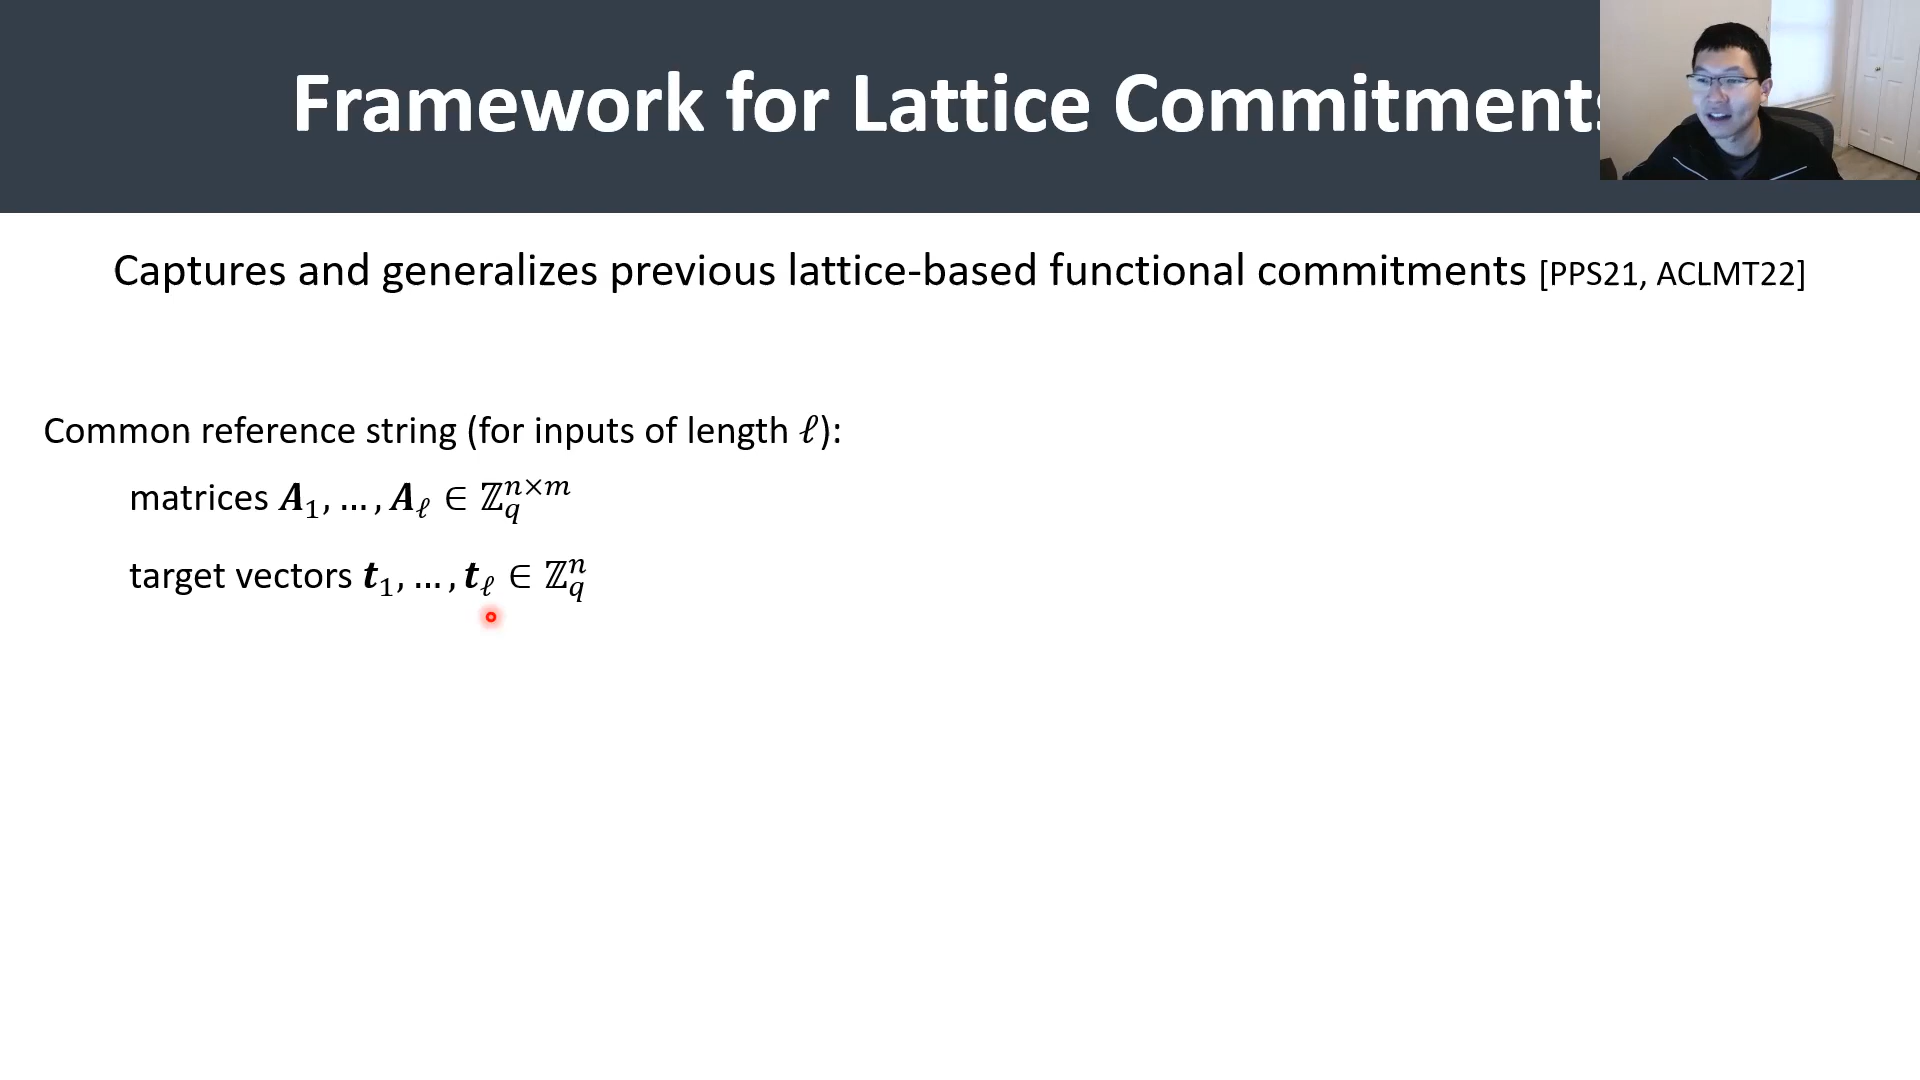 Framework for Lattice Commitments
Captures and generalizes previous lattice-based functional commitments [PPS21, ACLMT22]
Common reference string (for inputs of length ℓ):
matrices 𝑨₁, …, 𝑨_ℓ ∈ ℤ_q^{n×m}
target vectors 𝒕₁, …, 𝒕_ℓ ∈ ℤ_q^n